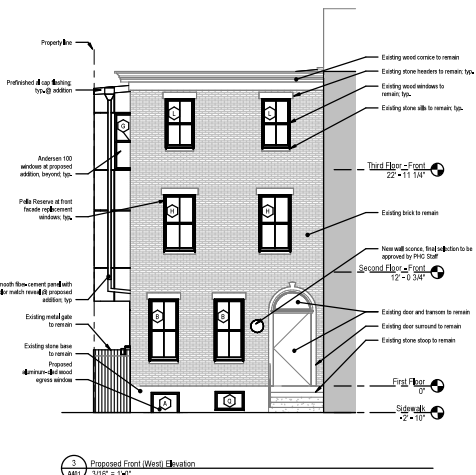 Property line
Prefinished al cap flashing;
typ. @ addition
Andersen 100
windows at proposed
addition, beyond; typ.
Pella Reserve at front
facade replacement
windows; typ.
mooth fiber-cement panel with
olor match reveal @ proposed
addition; typ
Existing metal gate
to remain
Existing stone base
to remain
Proposed
aluminum-clad wood
egress window
Existing wood cornice to remain
Existing stone headers to remain; typ.
Existing wood windows to
remain; typ.
Existing stone sills to remain; typ.
Third Floor - Front
22' - 11 1/4"
Existing brick to remain
New wall sconce, final selection to be
approved by PHC Staff
Second Floor - Front
12' - 0 3/4"
Existing door and transom to remain
Existing door surround to remain
Existing stone stoop to remain
First Floor
0"
Sidewalk
-2' - 10"
L
L
G
H
H
B
B
A
Q
3
Proposed Front (West) Elevation
A401
3/16" = 1'-0"